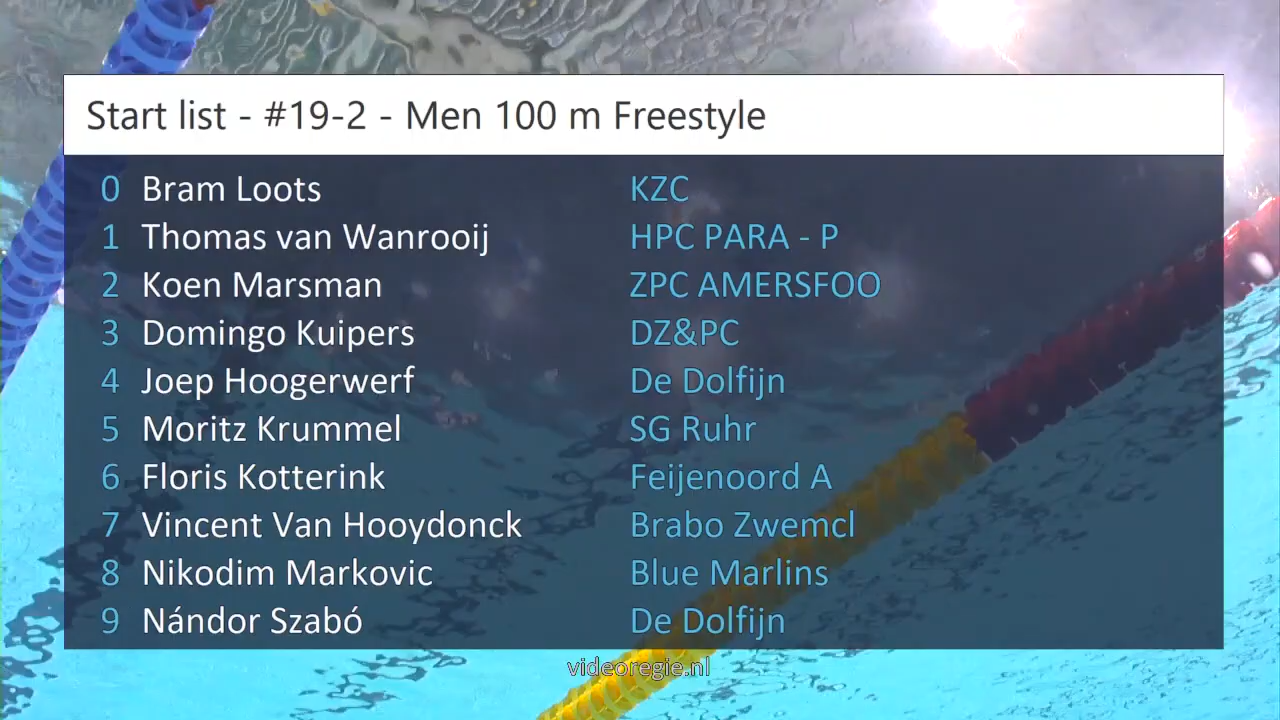 Start list - #19-2 - Men 100 m Freestyle
0 Bram Loots KZC
1 Thomas van Wanrooij HPC PARA - P
2 Koen Marsman ZPC AMERSFOO
3 Domingo Kuipers DZ&PC
4 Joep Hoogerwerf De Dolfijn
5 Moritz Krummel SG Ruhr
6 Floris Kotterink Feijenoord A
7 Vincent Van Hooydonck Brabo Zwemcl
8 Nikodim Markovic Blue Marlins
9 Nándor Szabó De Dolfijn
videoregie.nl